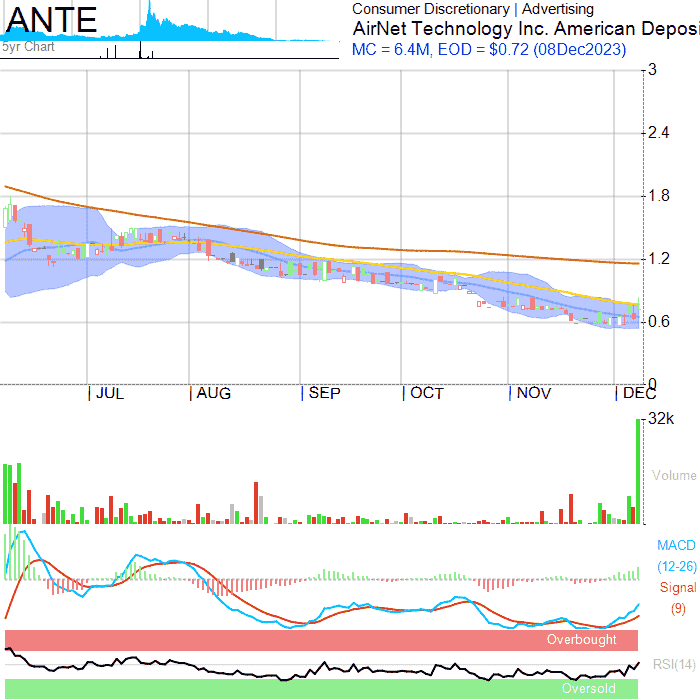 ANTE
5yr Chart
Consumer Discretionary | Advertising
AirNet Technology Inc. American Deposi
MC = 6.4M, EOD = $0.72 (08Dec2023)
3
2.4
1.8
1.2
0.6
0
JUL AUG SEP OCT NOV DEC
32k
Volume
MACD
(12-26)
Signal
(9)
Overbought
RSI(14)
Oversold